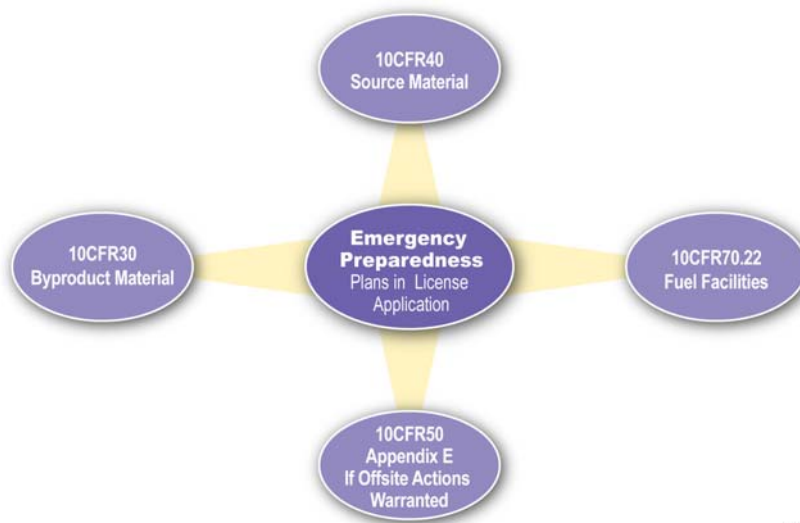 10CFR40
Source Material
10CFR30
Byproduct Material
Emergency
Preparedness
Plans in License
Application
10CFR70.22
Fuel Facilities
10CFR50
Appendix E
If Offsite Actions
Warranted